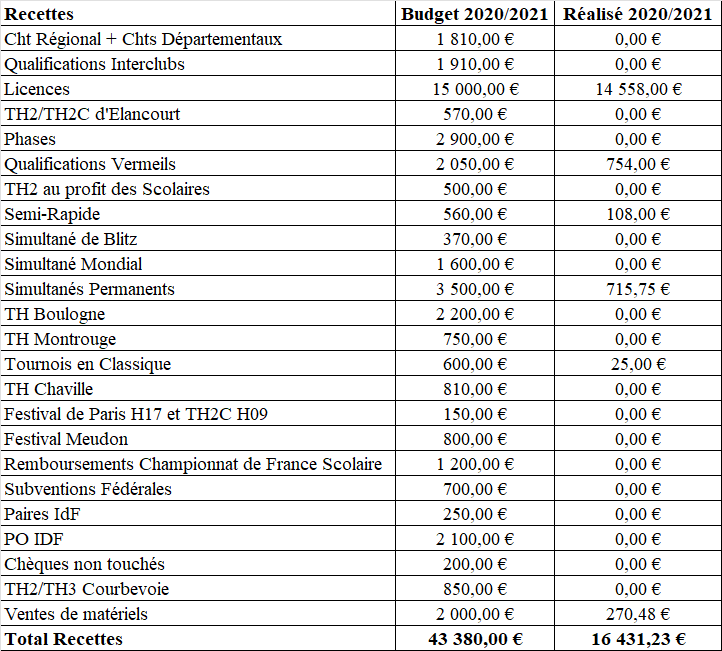 Recettes Budget 2020/2021 Réalisé 2020/2021
Cht Régional + Chts Départementaux 1 810,00 € 0,00 €
Qualifications Interclubs 1 910,00 € 0,00 €
Licences 15 000,00 € 14 558,00 €
TH2/TH2C d'Elancourt 570,00 € 0,00 €
Phases 2 900,00 € 0,00 €
Qualifications Vermeils 2 050,00 € 754,00 €
TH2 au profit des Scolaires 500,00 € 0,00 €
Semi-Rapide 560,00 € 108,00 €
Simultané de Blitz 370,00 € 0,00 €
Simultané Mondial 1 600,00 € 0,00 €
Simultanés Permanents 3 500,00 € 715,75 €
TH Boulogne 2 200,00 € 0,00 €
TH Montrouge 750,00 € 0,00 €
Tournois en Classique 600,00 € 25,00 €
TH Chaville 810,00 € 0,00 €
Festival de Paris H17 et TH2C H09 150,00 € 0,00 €
Festival Meudon 800,00 € 0,00 €
Remboursements Championnat de France Scolaire 1 200,00 € 0,00 €
Subventions Fédérales 700,00 € 0,00 €
Paires IdF 250,00 € 0,00 €
PO IDF 2 100,00 € 0,00 €
Chèques non touchés 200,00 € 0,00 €
TH2/TH3 Courbevoie 850,00 € 0,00 €
Ventes de matériels 2 000,00 € 270,48 €
Total Recettes 43 380,00 € 16 431,23 €